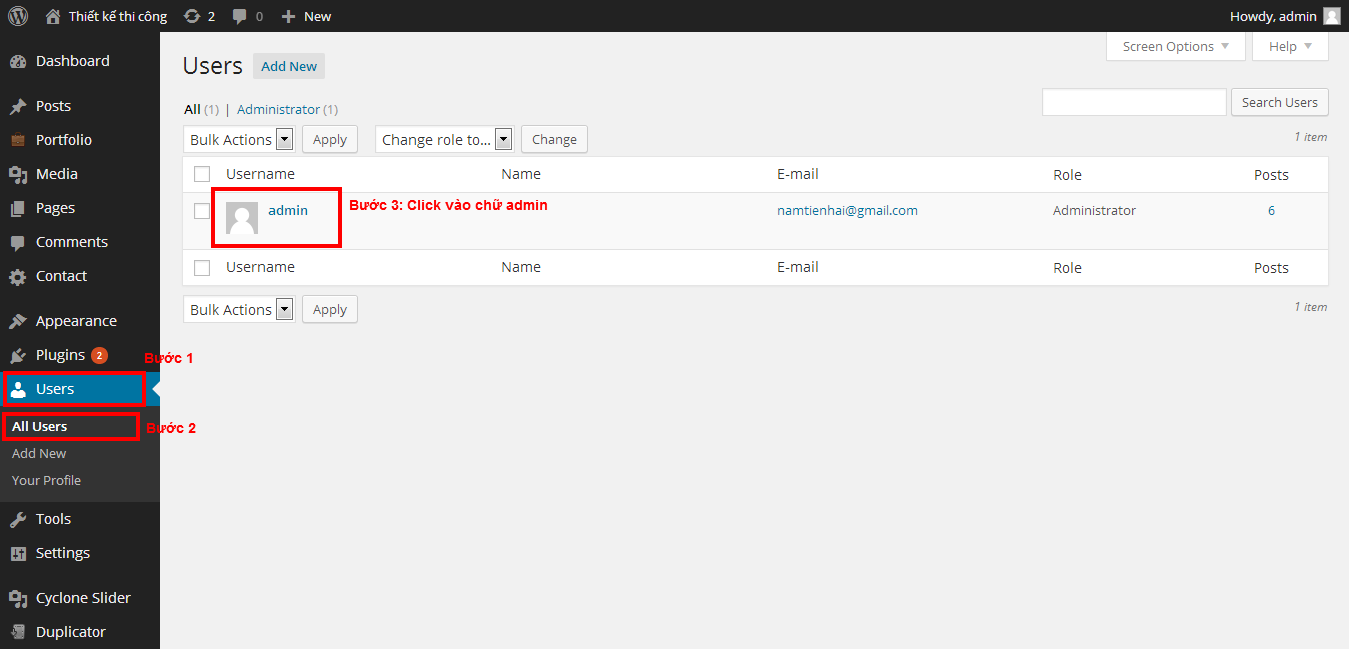 Thiết kế thi công 2 0 New Howdy, admin
Dashboard
Posts
Portfolio
Media
Pages
Comments
Contact
Appearance
Plugins 2
Users
All Users
Add New
Your Profile
Tools
Settings
Cyclone Slider
Duplicator
Bước 1
Bước 2
Screen Options Help
Users Add New
All (1) | Administrator (1)
Search Users
Bulk Actions Apply Change role to... Change
1 item
Username Name E-mail Role Posts
admin Bước 3: Click vào chữ admin namtienhai@gmail.com Administrator 6
Username Name E-mail Role Posts
Bulk Actions Apply
1 item